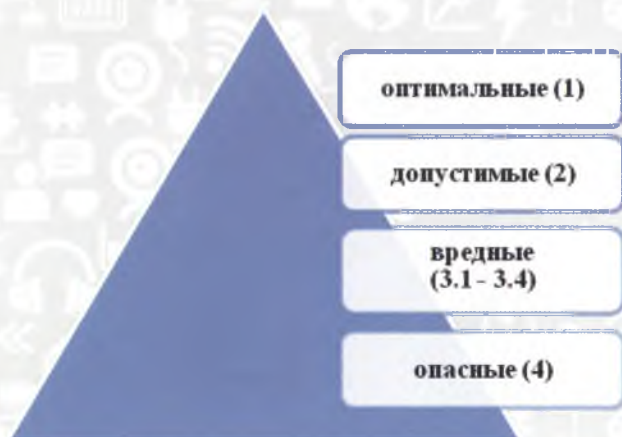 оптимальные (1)
допустимые (2)
вредные
(3.1 - 3.4)
опасные (4)